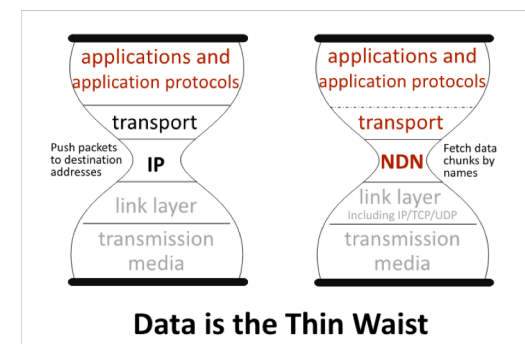 applications and
application protocols
transport
Push packets
to destination
addresses
IP
link layer
transmission
media
applications and
application protocols
transport
NDN
Fetch data
chunks by
names
link layer
Including IP/TCP/UDP
transmission
media
Data is the Thin Waist